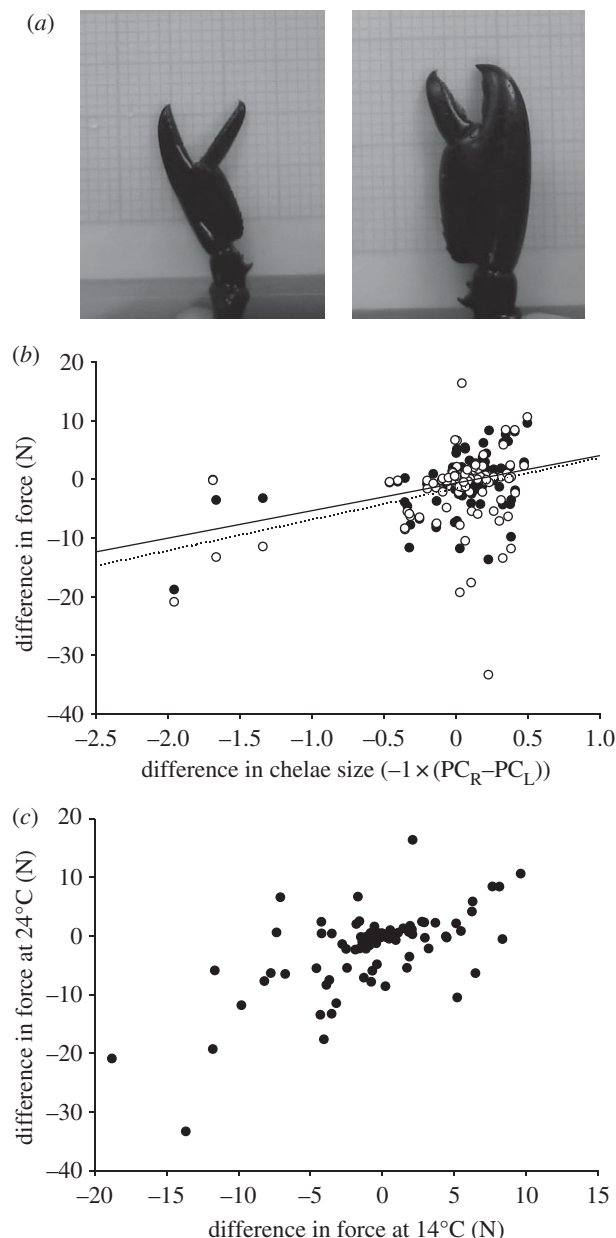 (a)
(b)
20
10
0
–10
–20
–30
–40
difference in force (N)
–2.5 –2.0 –1.5 –1.0 –0.5 0 0.5 1.0
difference in chelae size (–1 × (PC_R–PC_L))
(c)
20
10
0
–10
–20
–30
–40
difference in force at 24°C (N)
–20 –15 –10 –5 0 5 10 15
difference in force at 14°C (N)